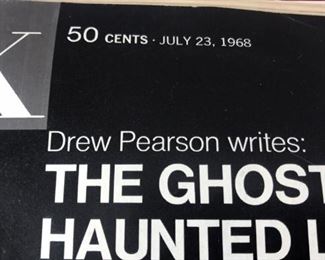 K
50 CENTS · JULY 23, 1968
Drew Pearson writes:
THE GHOST
HAUNTED L